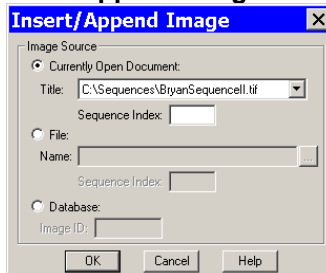 Insert/Append Image
Image Source
Currently Open Document:
Title: C:\Sequences\BryanSequenceII.tif
Sequence Index:
File:
Name: ...
Sequence Index:
Database:
Image ID:
OK Cancel Help